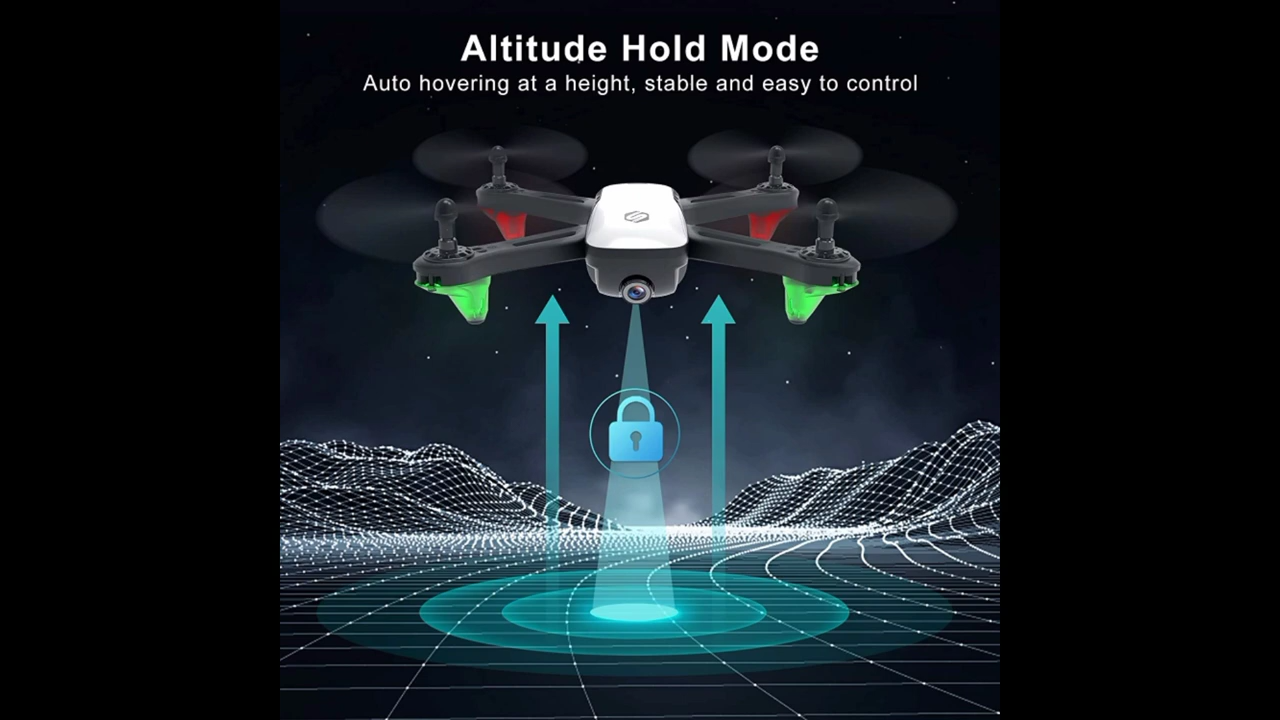 Altitude Hold Mode
Auto hovering at a height, stable and easy to control